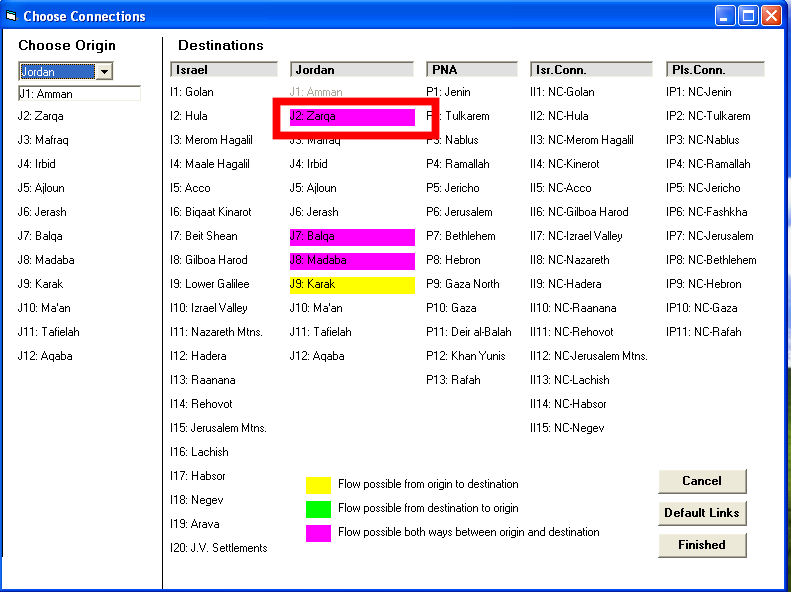 Choose Connections
Choose Origin
Jordan
J1: Amman
J2: Zarqa
J3: Mafraq
J4: Irbid
J5: Ajloun
J6: Jerash
J7: Balqa
J8: Madaba
J9: Karak
J10: Ma'an
J11: Tafielah
J12: Aqaba
Destinations
Israel
I1: Golan
I2: Hula
I3: Merom Hagalil
I4: Maale Hagalil
I5: Acco
I6: Biqaat Kinarot
I7: Beit Shean
I8: Gilboa Harod
I9: Lower Galilee
I10: Izrael Valley
I11: Nazareth Mtns.
I12: Hadera
I13: Raanana
I14: Rehovot
I15: Jerusalem Mtns.
I16: Lachish
I17: Habsor
I18: Negev
I19: Arava
I20: J.V. Settlements
Jordan
J1: Amman
J2: Zarqa
J3: Mafraq
J4: Irbid
J5: Ajloun
J6: Jerash
J7: Balqa
J8: Madaba
J9: Karak
J10: Ma'an
J11: Tafielah
J12: Aqaba
PNA
P1: Jenin
Tulkarem
P3: Nablus
P4: Ramallah
P5: Jericho
P6: Jerusalem
P7: Bethlehem
P8: Hebron
P9: Gaza North
P10: Gaza
P11: Deir al-Balah
P12: Khan Yunis
P13: Rafah
Isr.Conn.
II1: NC-Golan
II2: NC-Hula
II3: NC-Merom Hagalil
II4: NC-Kinerot
II5: NC-Acco
II6: NC-Gilboa Harod
II7: NC-Izrael Valley
II8: NC-Nazareth
II9: NC-Hadera
II10: NC-Raanana
II11: NC-Rehovot
II12: NC-Jerusalem Mtns.
II13: NC-Lachish
II14: NC-Habsor
II15: NC-Negev
Pls.Conn.
IP1: NC-Jenin
IP2: NC-Tulkarem
IP3: NC-Nablus
IP4: NC-Ramallah
IP5: NC-Jericho
IP6: NC-Fashkha
IP7: NC-Jerusalem
IP8: NC-Bethlehem
IP9: NC-Hebron
IP10: NC-Gaza
IP11: NC-Rafah
Flow possible from origin to destination
Flow possible from destination to origin
Flow possible both ways between origin and destination
Cancel
Default Links
Finished